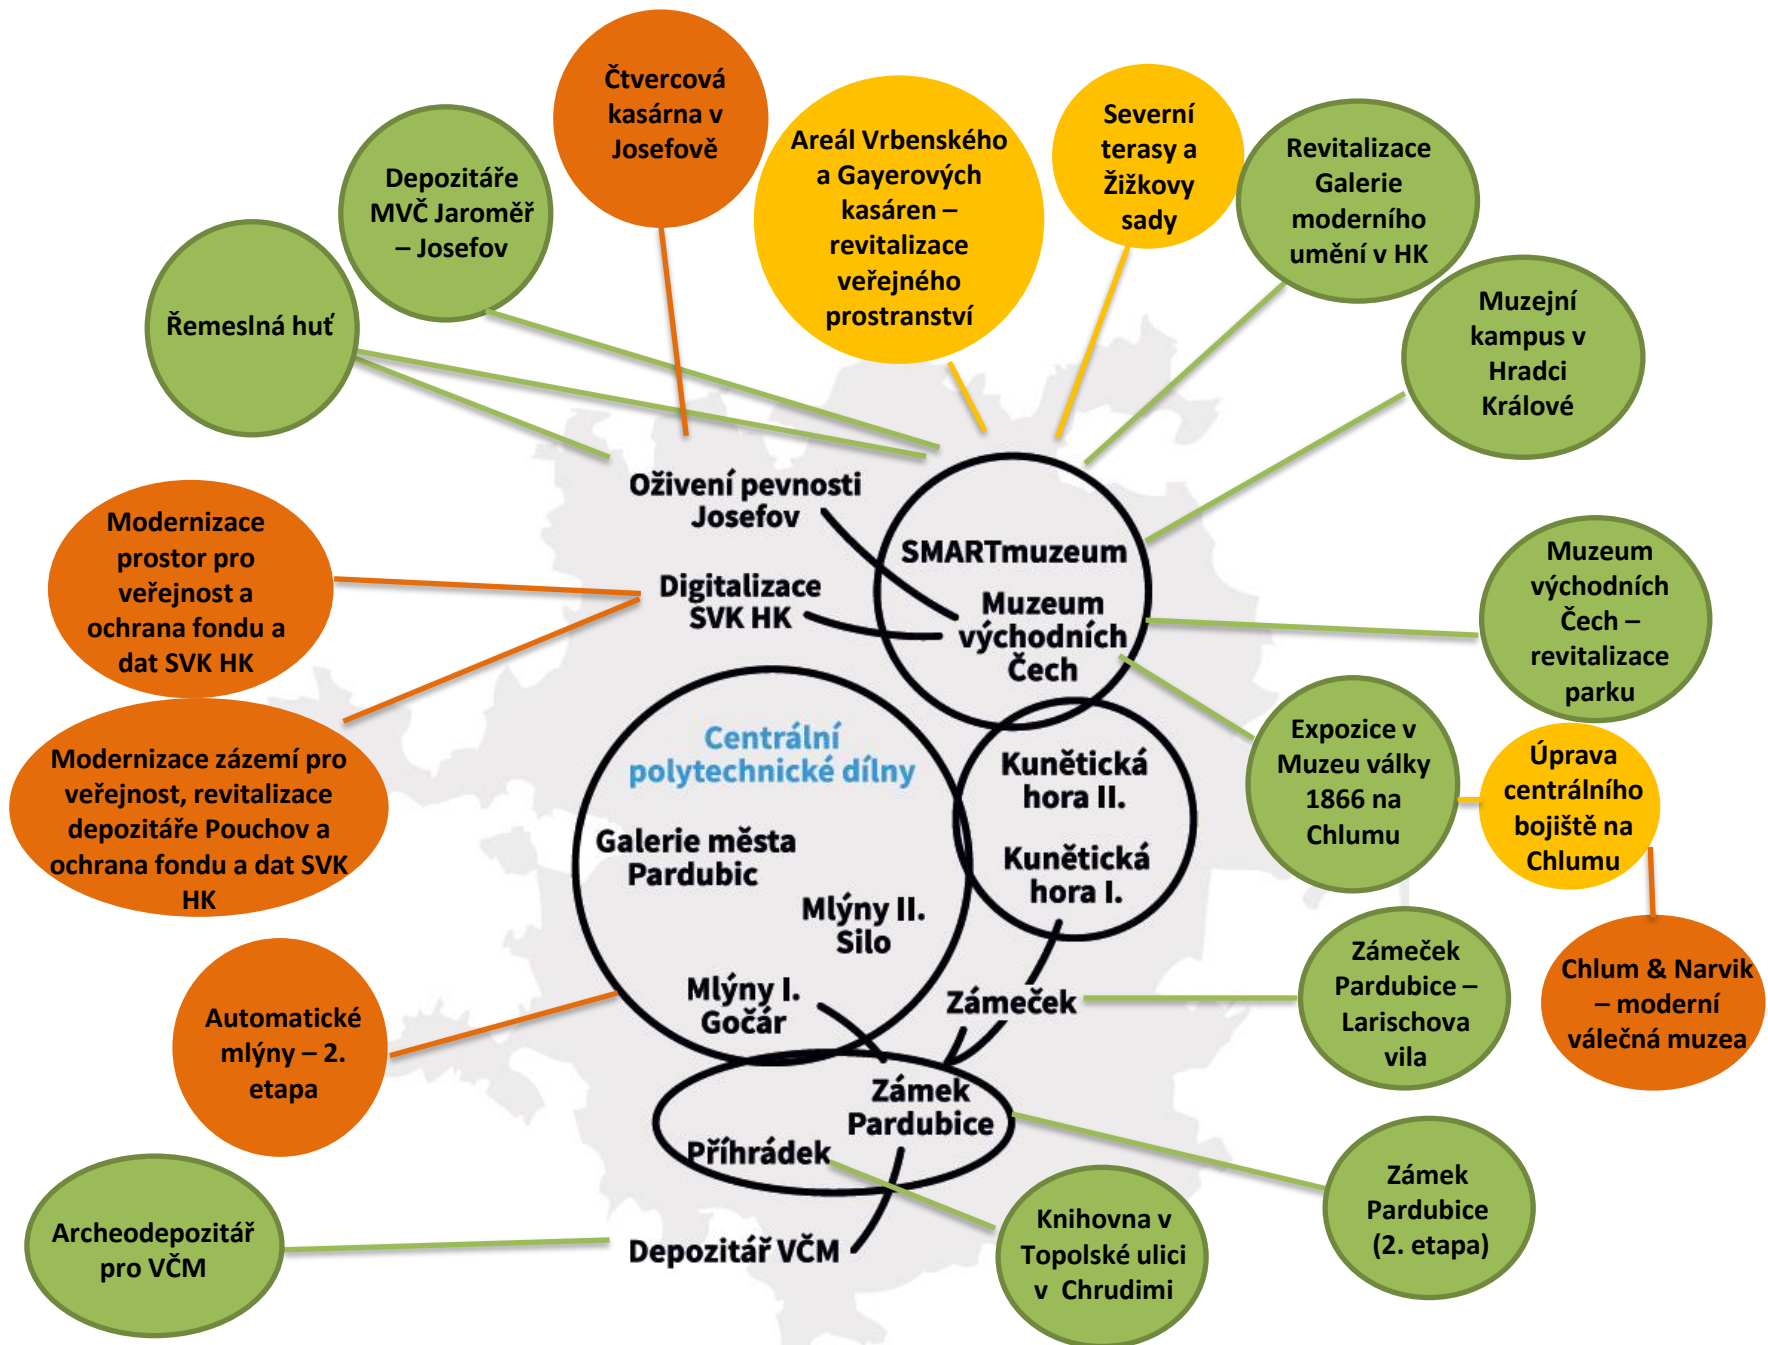 Čtvercová
kasárna v
Josefově
Areál Vrbenského
a Gayerových
kasáren –
revitalizace
veřejného
prostranství
Severní
terasy a
Žižkovy
sady
Revitalizace
Galerie
moderního
umění v HK
Depozitáře
MVČ Jaroměř
– Josefov
Řemeslná huť
Muzejní
kampus v
Hradci
Králové
Oživení pevnosti
Josefov
SMARTmuzeum
Digitalizace
SVK HK
Muzeum
východních
Čech
Modernizace
prostor pro
veřejnost a
ochrana fondu a
dat SVK HK
Muzeum
východních
Čech –
revitalizace
parku
Modernizace zázemí pro
veřejnost, revitalizace
depozitáře Pouchov a
ochrana fondu a dat SVK
HK
Centrální
polytechnické dílny
Galerie města
Pardubic
Mlýny II.
Silo
Mlýny I.
Gočár
Kunětická
hora II.
Kunětická
hora I.
Expozice v
Muzeu války
1866 na
Chlumu
Úprava
centrálního
bojiště na
Chlumu
Chlum & Narvik
– moderní
válečná muzea
Zámeček
Zámeček
Pardubice –
Larischova
vila
Automatické
mlýny – 2.
etapa
Zámek
Pardubice
Příhrádek
Zámek
Pardubice
(2. etapa)
Archeodepozitář
pro VČM
Depozitář VČM
Knihovna v
Topolské ulici
v  Chrudimi